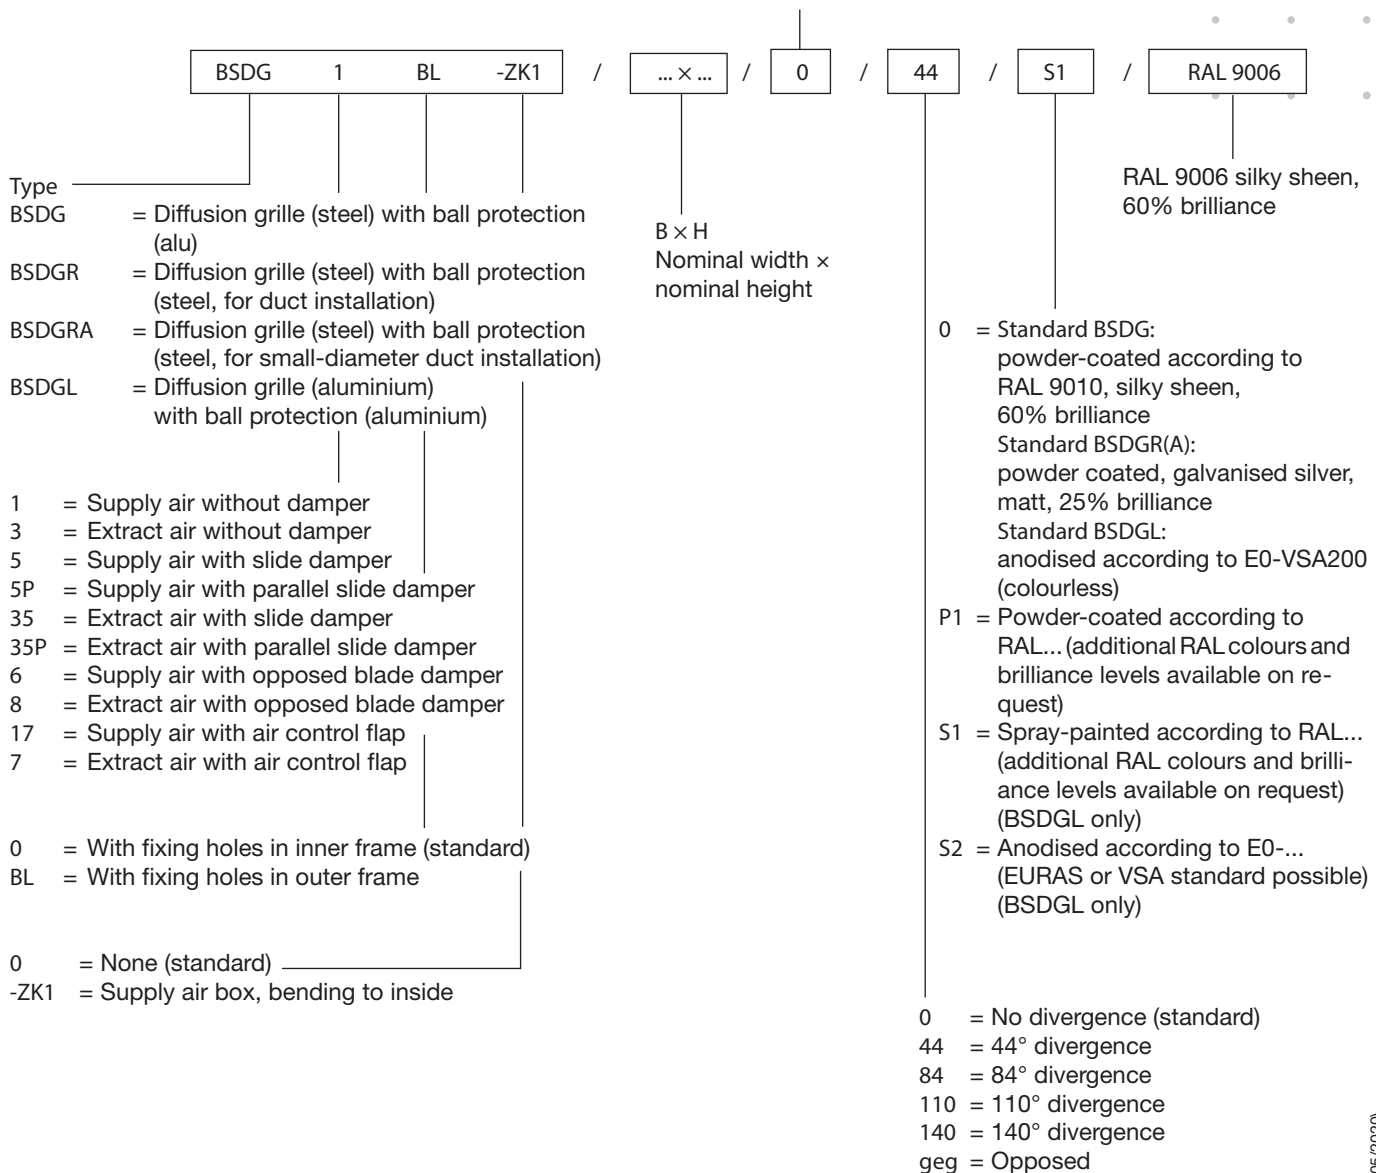 BSDG 1 BL -ZK1 / ... × ... / 0 / 44 / S1 / RAL 9006
Type
BSDG = Diffusion grille (steel) with ball protection
(alu)
BSDGR = Diffusion grille (steel) with ball protection
(steel, for duct installation)
BSDGRA = Diffusion grille (steel) with ball protection
(steel, for small-diameter duct installation)
BSDGL = Diffusion grille (aluminium)
with ball protection (aluminium)
1 = Supply air without damper
3 = Extract air without damper
5 = Supply air with slide damper
5P = Supply air with parallel slide damper
35 = Extract air with slide damper
35P = Extract air with parallel slide damper
6 = Supply air with opposed blade damper
8 = Extract air with opposed blade damper
17 = Supply air with air control flap
7 = Extract air with air control flap
0 = With fixing holes in inner frame (standard)
BL = With fixing holes in outer frame
0 = None (standard)
-ZK1 = Supply air box, bending to inside
B × H
Nominal width ×
nominal height
RAL 9006 silky sheen,
60% brilliance
0 = Standard BSDG:
powder-coated according to
RAL 9010, silky sheen,
60% brilliance
Standard BSDGR(A):
powder coated, galvanised silver,
matt, 25% brilliance
Standard BSDGL:
anodised according to E0-VSA200
(colourless)
P1 = Powder-coated according to
RAL... (additional RAL colours and
brilliance levels available on re-
quest)
S1 = Spray-painted according to RAL...
(additional RAL colours and brilli-
ance levels available on request)
(BSDGL only)
S2 = Anodised according to E0-...
(EURAS or VSA standard possible)
(BSDGL only)
0 = No divergence (standard)
44 = 44° divergence
84 = 84° divergence
110 = 110° divergence
140 = 140° divergence
geg = Opposed